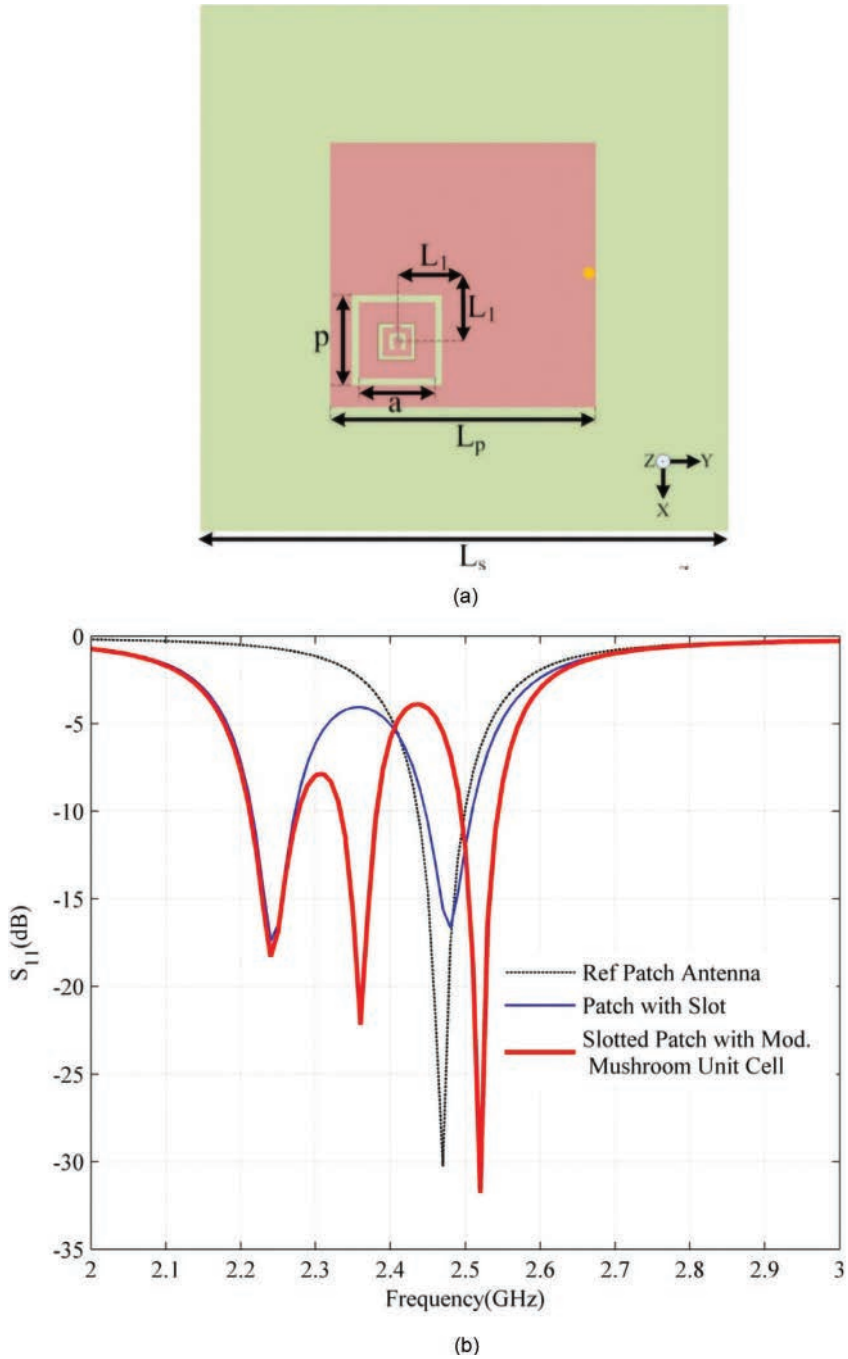 L1
L1
p
a
Lp
Z
Y
X
Ls
(a)
0
-5
-10
-15
-20
-25
-30
-35
S11(dB)
Ref Patch Antenna
Patch with Slot
Slotted Patch with Mod.
Mushroom Unit Cell
2 2.1 2.2 2.3 2.4 2.5 2.6 2.7 2.8 2.9 3
Frequency(GHz)
(b)